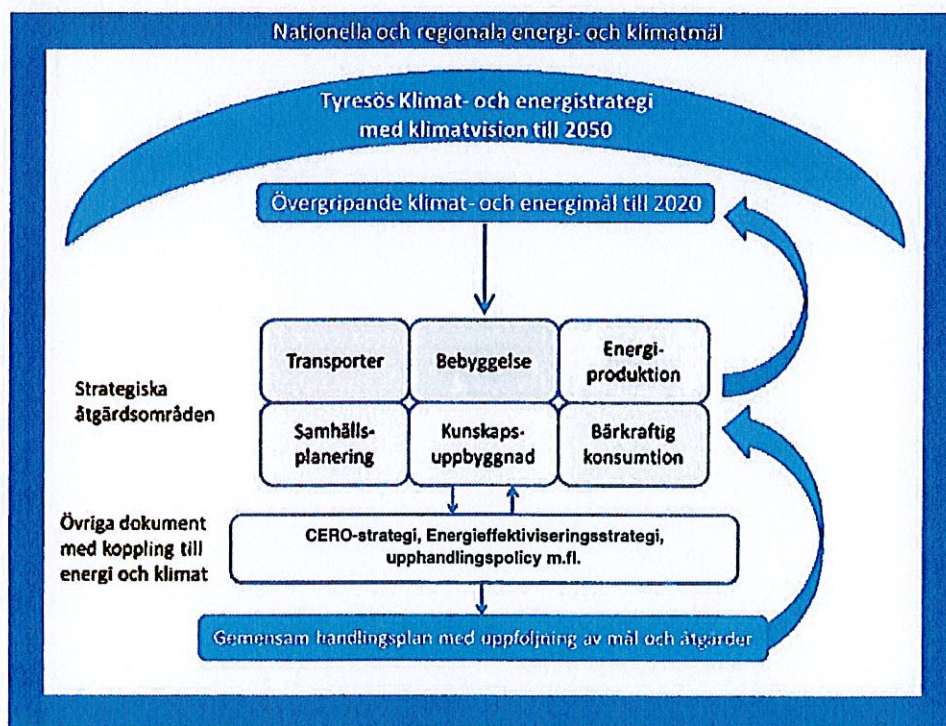 Nationella och regionala energi- och klimatmål
Tyresös Klimat- och energistrategi
med klimatvision till 2050
Övergripande klimat- och energimål till 2020
Transporter
Bebyggelse
Energi-
produktion
Strategiska
åtgärdsområden
Samhälls-
planering
Kunskaps-
uppbyggnad
Bärkraftig
konsumtion
Övriga dokument
med koppling till
energi och klimat
CERO-strategi, Energieffektiviseringsstrategi,
upphandlingspolicy m.fl.
Gemensam handlingsplan med uppföljning av mål och åtgärder